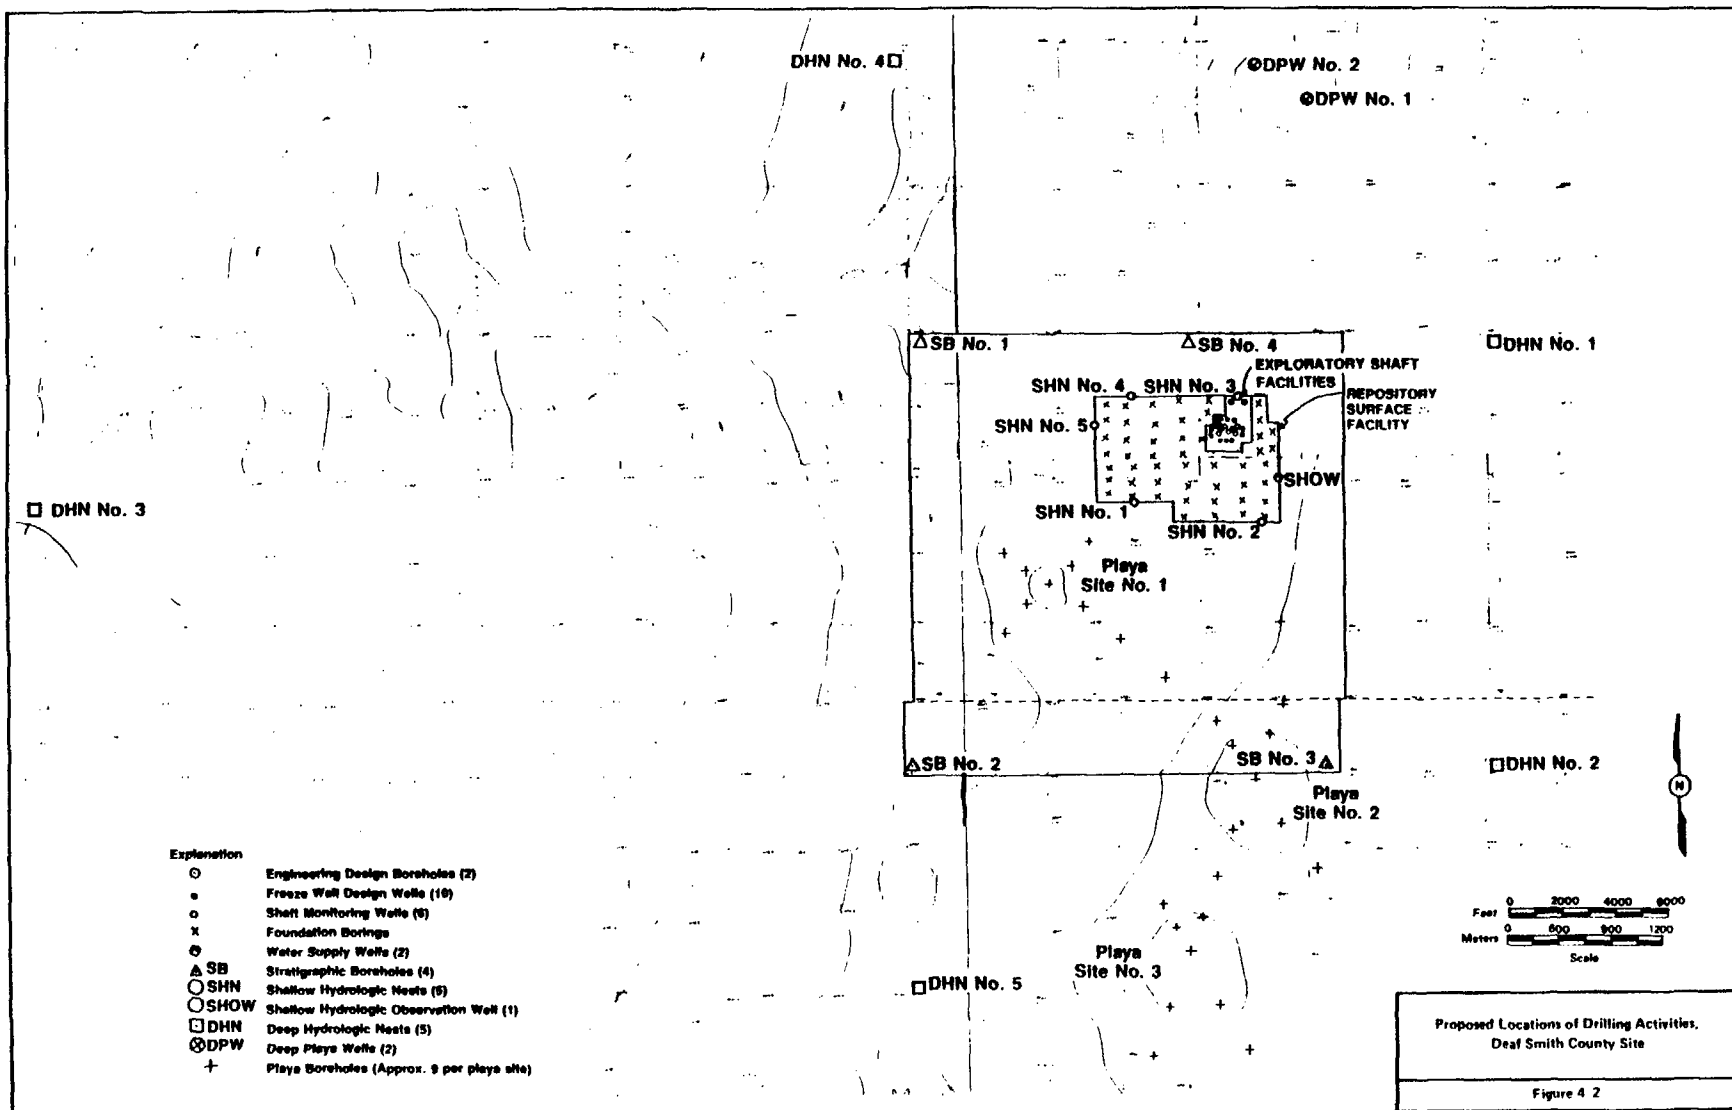 DHN No. 4
DPW No. 2
DPW No. 1
SB No. 1
SB No. 4
DHN No. 1
EXPLORATORY SHAFT
FACILITIES
SHN No. 4
SHN No. 3
REPOSITORY
SURFACE
FACILITY
SHN No. 5
SHOW
DHN No. 3
SHN No. 1
SHN No. 2
Playa
Site No. 1
SB No. 2
SB No. 3
DHN No. 2
Playa
Site No. 2
N
Explanation
Engineering Design Boreholes (2)
Freeze Wall Design Wells (19)
Shaft Monitoring Wells (6)
x Foundation Borings
Water Supply Wells (2)
SB Stratigraphic Boreholes (4)
SHN Shallow Hydrologic Nests (5)
SHOW Shallow Hydrologic Observation Well (1)
DHN Deep Hydrologic Nests (5)
DPW Deep Playa Wells (2)
+ Playa Boreholes (Approx. 9 per playa site)
Playa
Site No. 3
DHN No. 5
0 2000 4000 6000
Feet
Meters 0 600 900 1200
Scale
Proposed Locations of Drilling Activities,
Deaf Smith County Site
Figure 4 2